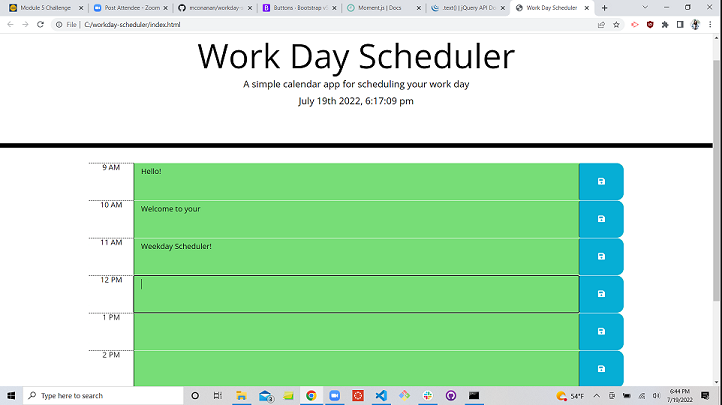 Module 5 Challenge
Post Attendee - Zoom
mconanan/workday-s
Buttons · Bootstrap v5
Moment.js | Docs
.text() | jQuery API Do
Work Day Scheduler
File | C:/workday-scheduler/index.html
Work Day Scheduler
A simple calendar app for scheduling your work day
July 19th 2022, 6:17:09 pm
9 AM
Hello!
10 AM
Welcome to your
11 AM
Weekday Scheduler!
12 PM
1 PM
2 PM
Type here to search
54°F
6:44 PM
7/19/2022